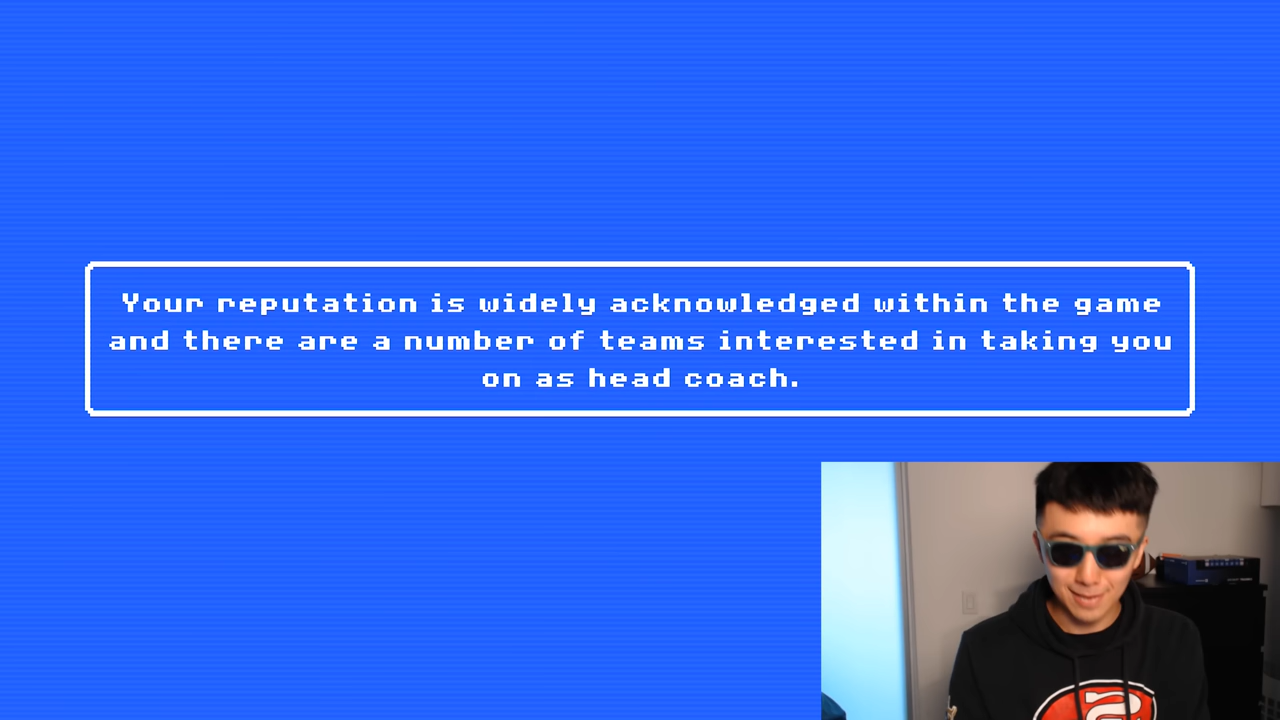 Your reputation is widely acknowledged within the game
and there are a number of teams interested in taking you
on as head coach.